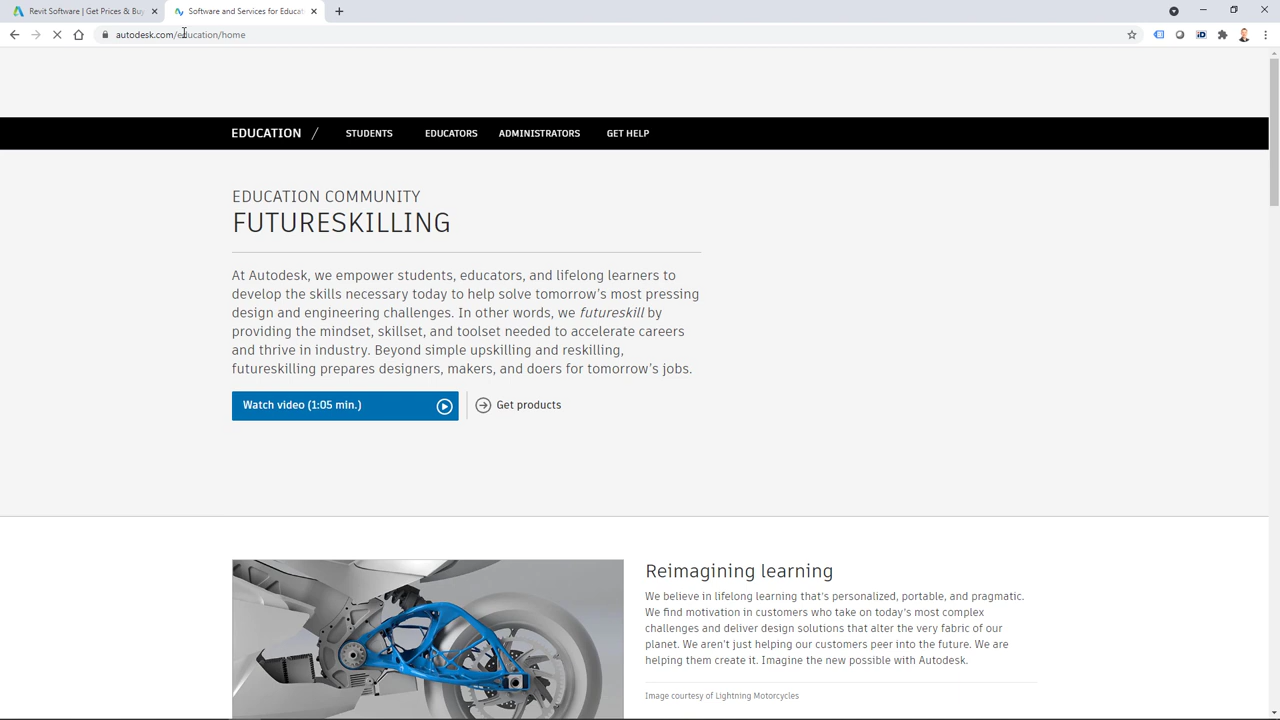 Revit Software | Get Prices & Buy
Software and Services for Educat
autodesk.com/education/home
EDUCATION / STUDENTS EDUCATORS ADMINISTRATORS GET HELP
EDUCATION COMMUNITY
FUTURESKILLING
At Autodesk, we empower students, educators, and lifelong learners to
develop the skills necessary today to help solve tomorrow's most pressing
design and engineering challenges. In other words, we futureskill by
providing the mindset, skillset, and toolset needed to accelerate careers
and thrive in industry. Beyond simple upskilling and reskilling,
futureskilling prepares designers, makers, and doers for tomorrow's jobs.
Watch video (1:05 min.)
Get products
Reimagining learning
We believe in lifelong learning that's personalized, portable, and pragmatic.
We find motivation in customers who take on today's most complex
challenges and deliver design solutions that alter the very fabric of our
planet. We aren't just helping our customers peer into the future. We are
helping them create it. Imagine the new possible with Autodesk.
Image courtesy of Lightning Motorcycles